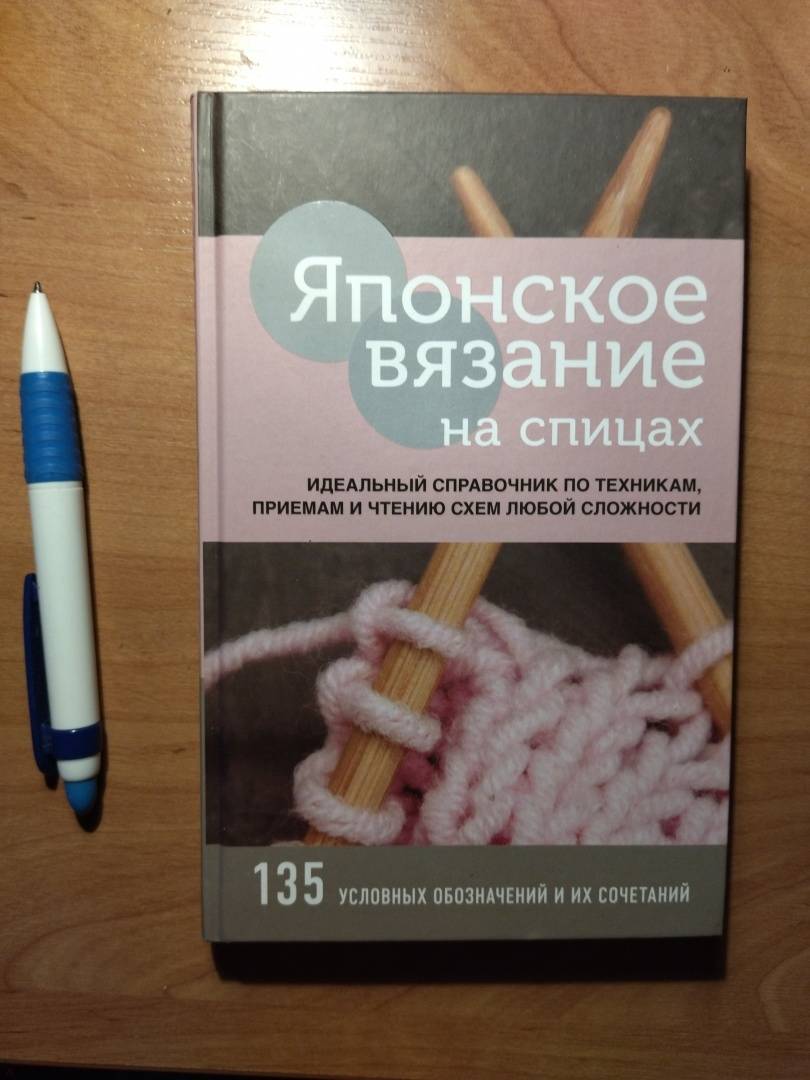 Японское
вязание
на спицах
ИДЕАЛЬНЫЙ СПРАВОЧНИК ПО ТЕХНИКАМ,
ПРИЕМАМ И ЧТЕНИЮ СХЕМ ЛЮБОЙ СЛОЖНОСТИ
135 УСЛОВНЫХ ОБОЗНАЧЕНИЙ И ИХ СОЧЕТАНИЙ